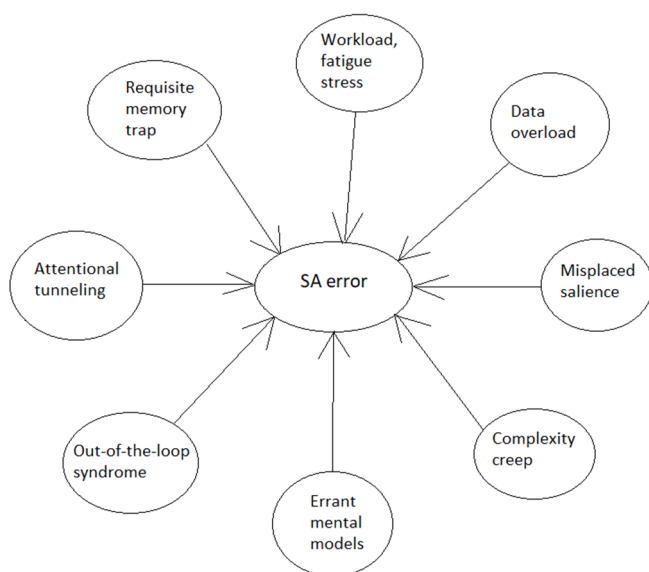 Workload,
fatigue
stress
Requisite
memory
trap
Data
overload
Attentional
tunneling
SA error
Misplaced
salience
Out-of-the-loop
syndrome
Complexity
creep
Errant
mental
models